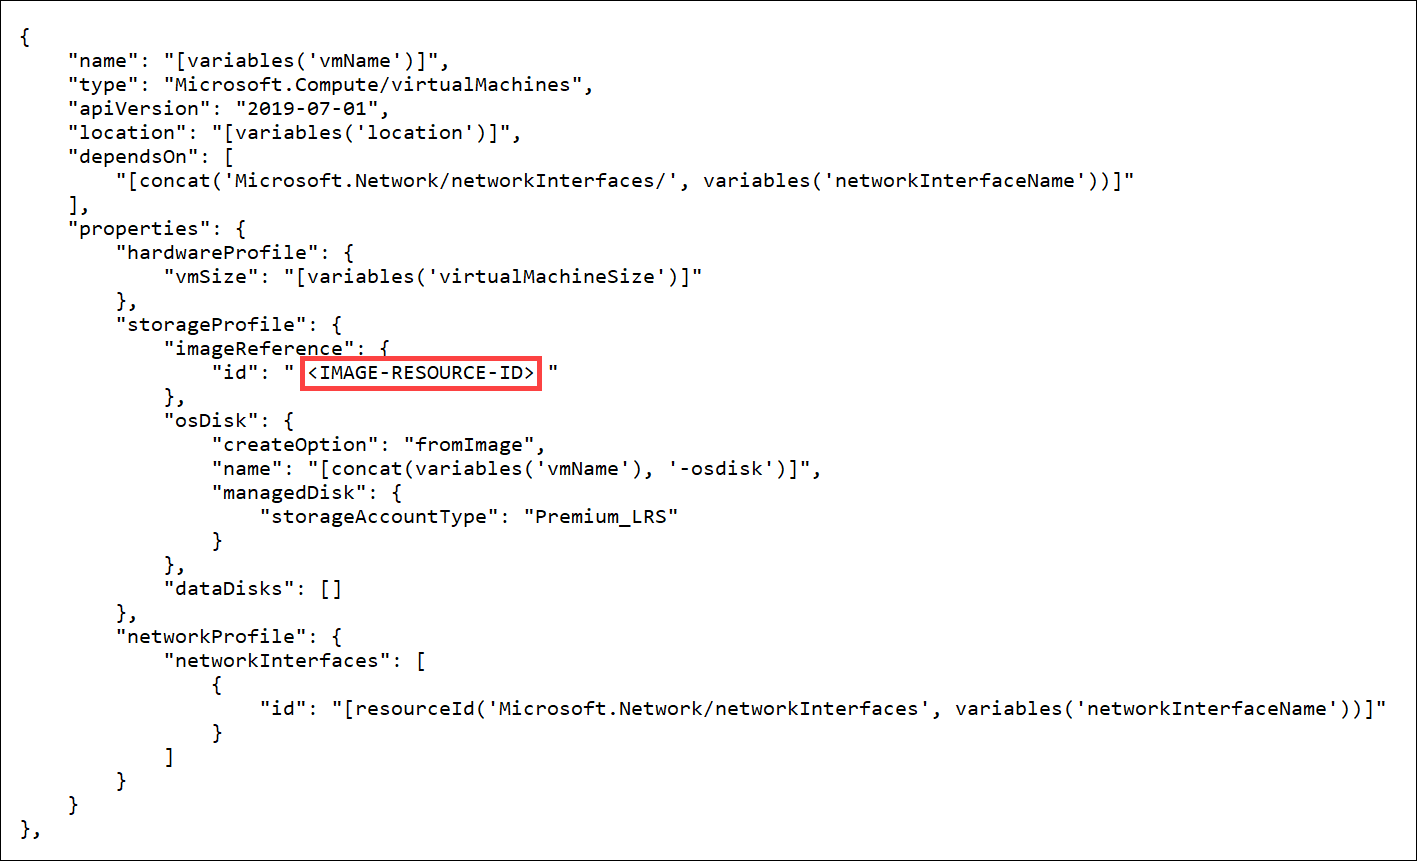 {
    "name": "[variables('vmName')]",
    "type": "Microsoft.Compute/virtualMachines",
    "apiVersion": "2019-07-01",
    "location": "[variables('location')]",
    "dependsOn": [
        "[concat('Microsoft.Network/networkInterfaces/', variables('networkInterfaceName'))]"
    ],
    "properties": {
        "hardwareProfile": {
            "vmSize": "[variables('virtualMachineSize')]"
        },
        "storageProfile": {
            "imageReference": {
                "id": " <IMAGE-RESOURCE-ID> "
            },
            "osDisk": {
                "createOption": "fromImage",
                "name": "[concat(variables('vmName'), '-osdisk')]",
                "managedDisk": {
                    "storageAccountType": "Premium_LRS"
                }
            },
            "dataDisks": []
        },
        "networkProfile": {
            "networkInterfaces": [
                {
                    "id": "[resourceId('Microsoft.Network/networkInterfaces', variables('networkInterfaceName'))]"
                }
            ]
        }
    }
},